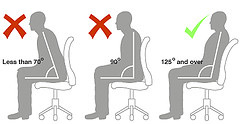 Less than 70°
90°
125° and over